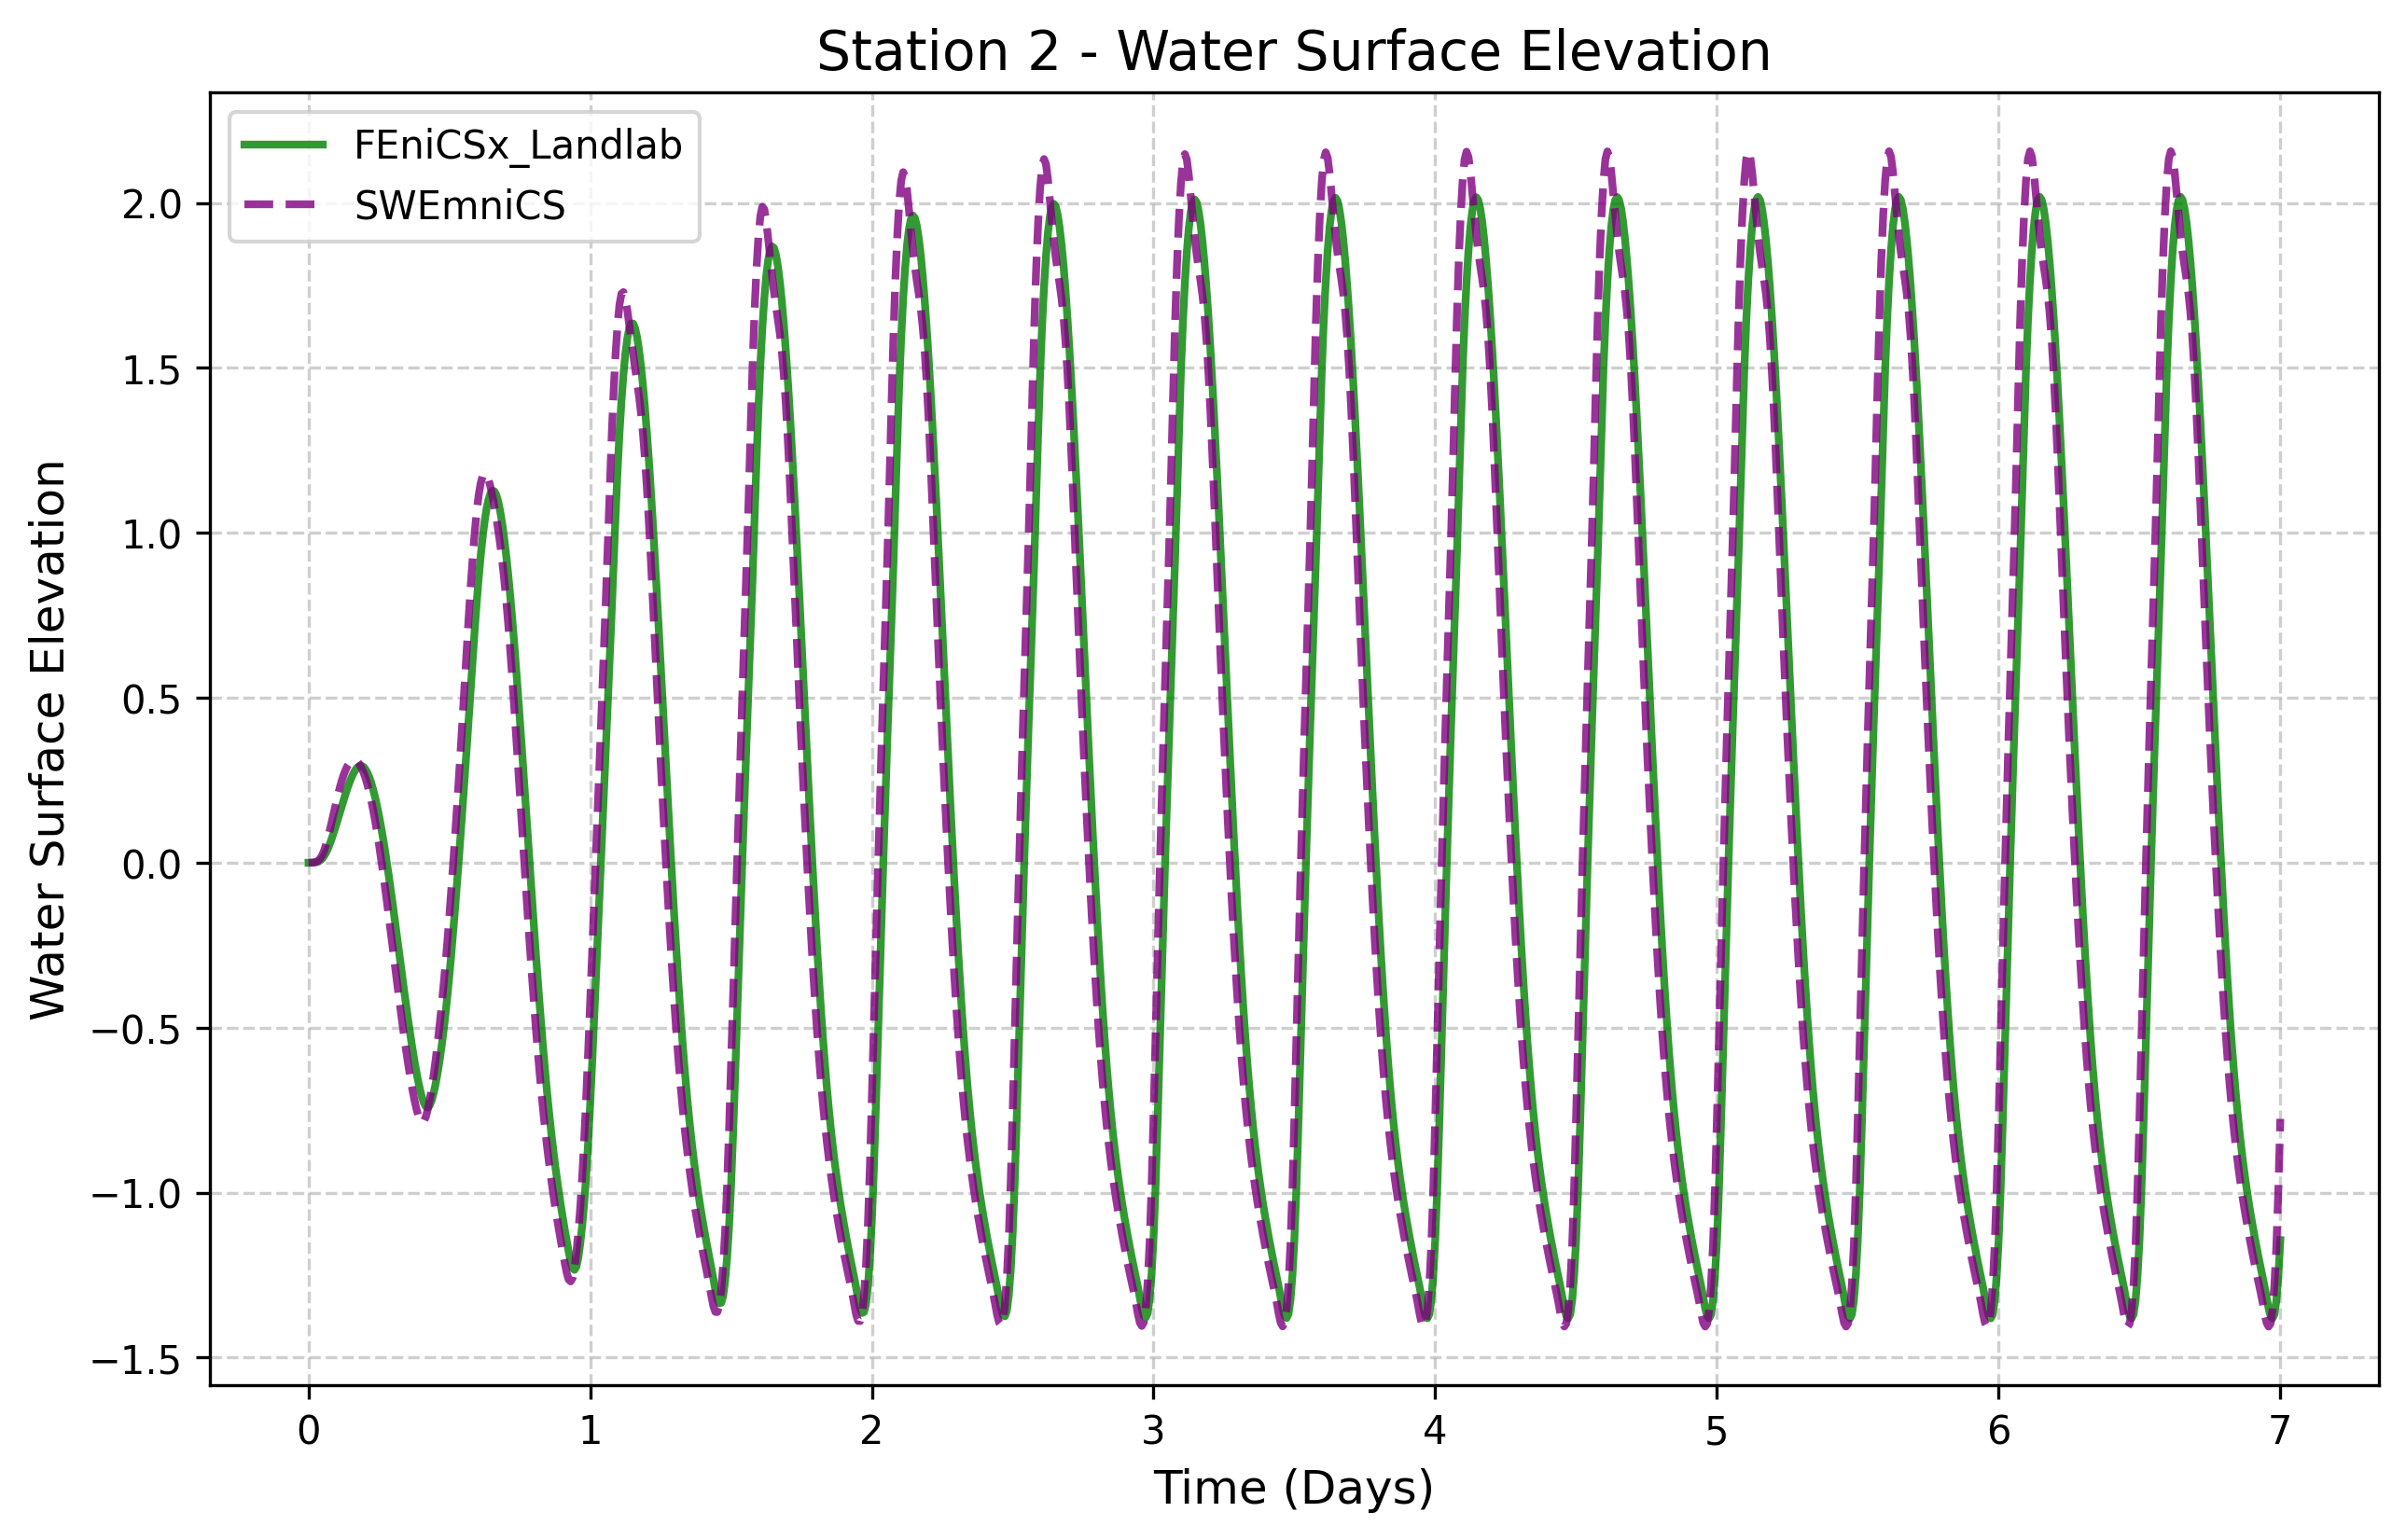 Station 2 - Water Surface Elevation
FEniCSx_Landlab
SWEmniCS
Water Surface Elevation
2.0
1.5
1.0
0.5
0.0
−0.5
−1.0
−1.5
0 1 2 3 4 5 6 7
Time (Days)